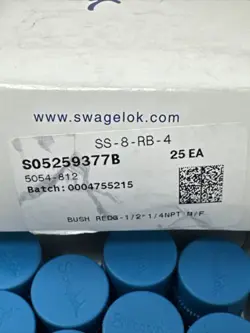 www.swagelok.com
SS-8-RB-4
S05259377B
25 EA
5054-812
Batch: 0004755215
BUSH REDG-1/2-1/4NPT M/F